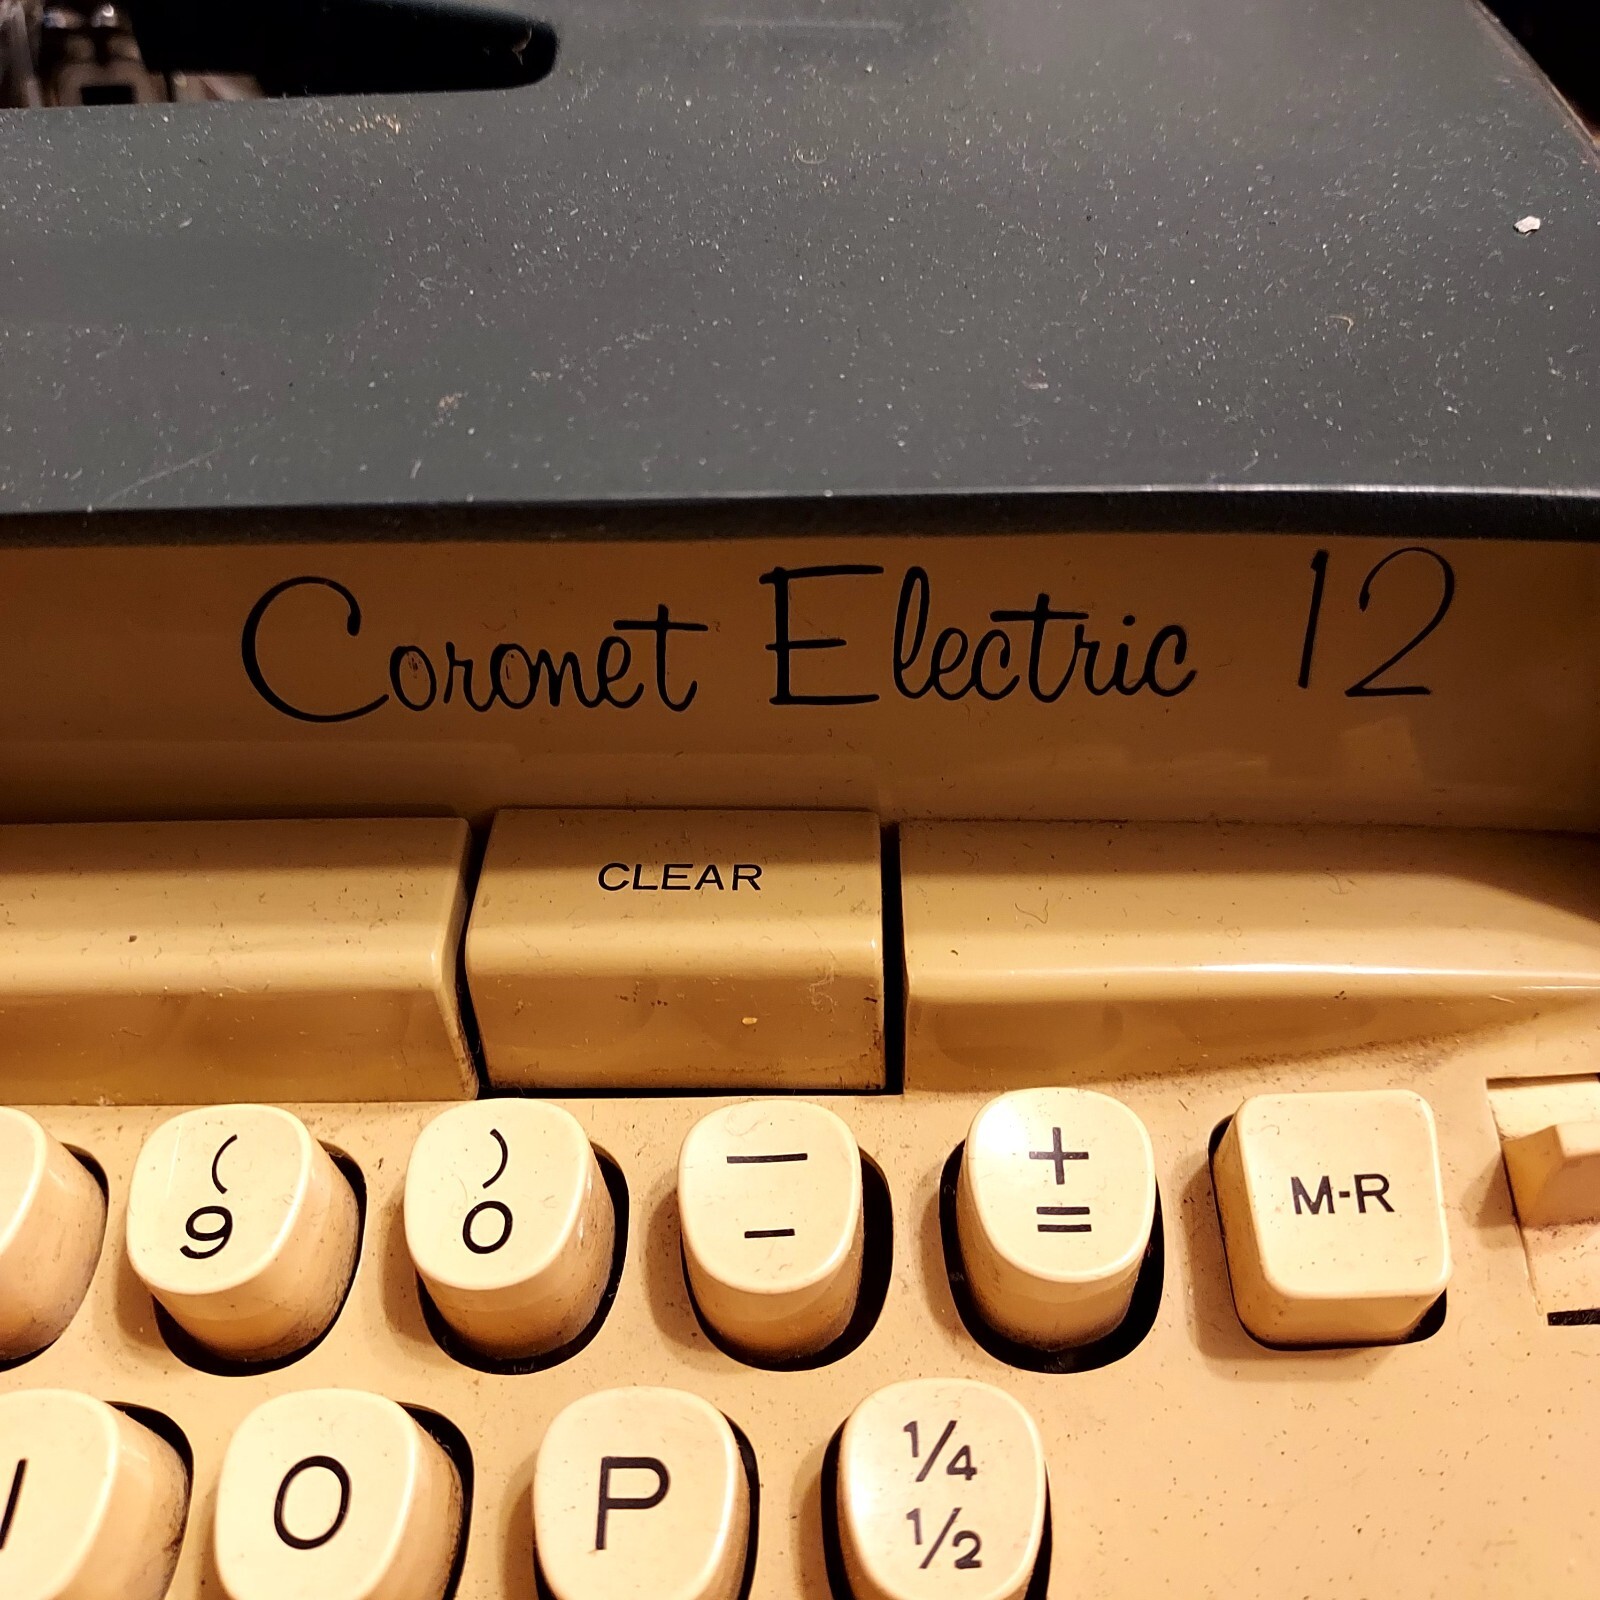 Coronet Electric 12
CLEAR
( ) _ +
9 0 - = M-R
I O P 1/4
1/2